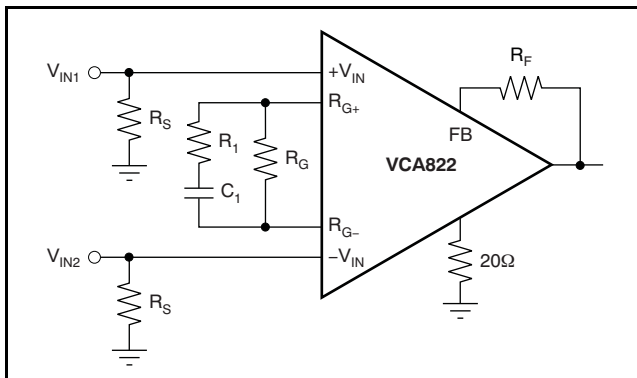 V_IN1
R_S
+V_IN
R_G+
R_1
C_1
R_G
R_G−
−V_IN
V_IN2
R_S
R_F
FB
VCA822
20Ω